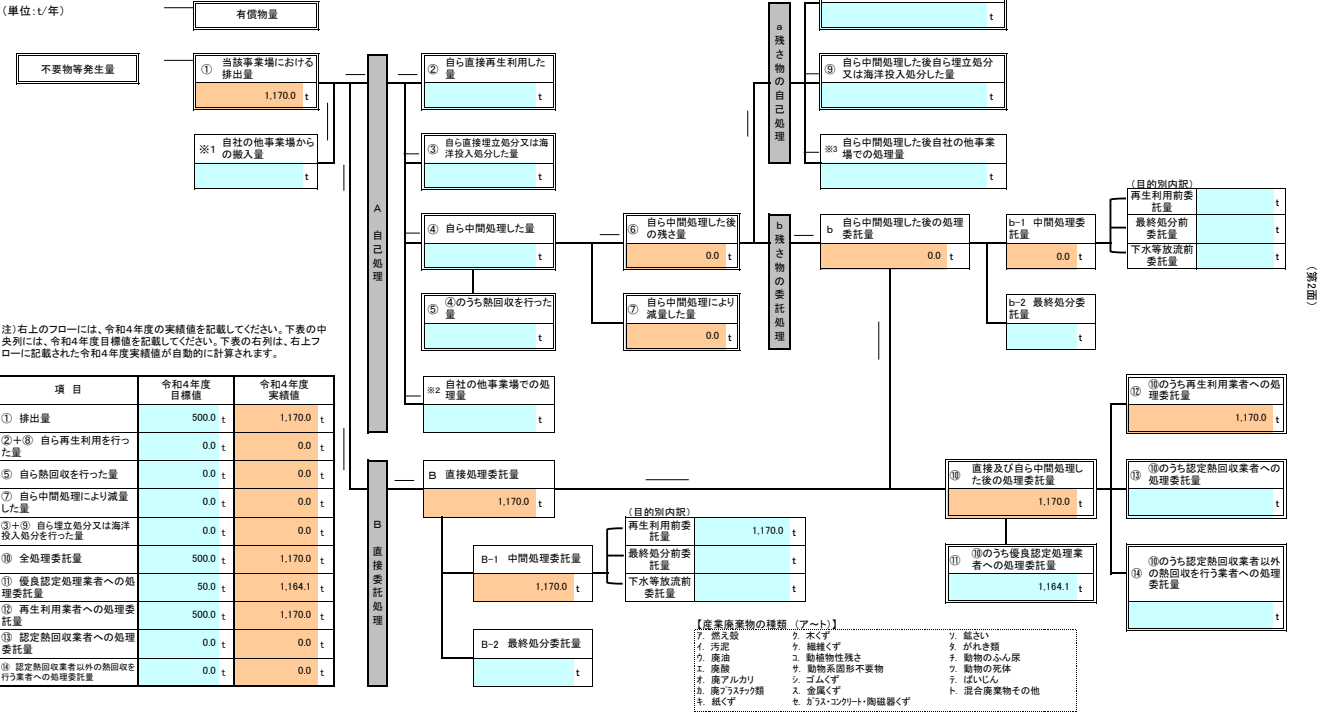 (単位:t/年)
有償物量
不要物等発生量
① 当該事業場における
排出量
1,170.0 t
※1 自社の他事業場から
の搬入量
t
A 自己処理
② 自ら直接再生利用した
量
t
③ 自ら直接埋立処分又は海
洋投入処分した量
t
④ 自ら中間処理した量
t
⑤ ④のうち熱回収を行った
量
t
※2 自社の他事業場での処
理量
t
⑥ 自ら中間処理した後
の残さ量
0.0 t
⑦ 自ら中間処理により
減量した量
0.0 t
a 残さ物の自己処理
t
⑨ 自ら中間処理した後自ら埋立処分
又は海洋投入処分した量
t
※3 自ら中間処理した後自社の他事業
場での処理量
t
b 残さ物の委託処理
b 自ら中間処理した後の処理
委託量
0.0 t
b-1 中間処理委
託量
0.0 t
(目的別内訳)
再生利用前委
託量 t
最終処分前
委託量 t
下水等放流前
委託量 t
b-2 最終処分委
託量
t
(第2面)
注)右上のフローには、令和4年度の実績値を記載してください。下表の中
央列には、令和4年度目標値を記載してください。下表の右列は、右上フ
ローに記載された令和4年度実績値が自動的に計算されます。
項 目 令和4年度 令和4年度
目標値 実績値
① 排出量 500.0 t 1,170.0 t
②+⑧ 自ら再生利用を行っ
た量 0.0 t 0.0 t
⑤ 自ら熱回収を行った量 0.0 t 0.0 t
⑦ 自ら中間処理により減量
した量 0.0 t 0.0 t
③+⑨ 自ら埋立処分又は海洋
投入処分を行った量 0.0 t 0.0 t
⑩ 全処理委託量 500.0 t 1,170.0 t
⑪ 優良認定処理業者への処
理委託量 50.0 t 1,164.1 t
⑫ 再生利用業者への処理委
託量 500.0 t 1,170.0 t
⑬ 認定熱回収業者への処理
委託量 0.0 t 0.0 t
⑭ 認定熱回収業者以外の熱回収を
行う業者への処理委託量 0.0 t 0.0 t
B 直接委託処理
B 直接処理委託量
1,170.0 t
B-1 中間処理委託量
1,170.0 t
(目的別内訳)
再生利用前委
託量 1,170.0 t
最終処分前委
託量 t
下水等放流前
委託量 t
B-2 最終処分委託量
t
⑩ 直接及び自ら中間処理し
た後の処理委託量
1,170.0 t
⑪ ⑩のうち優良認定処理業
者への処理委託量
1,164.1 t
⑫ ⑩のうち再生利用業者への処
理委託量
1,170.0 t
⑬ ⑩のうち認定熱回収業者への
処理委託量
t
⑭ ⑩のうち認定熱回収業者以外
の熱回収を行う業者への処理
委託量
t
【産業廃棄物の種類 (ア~ト)】
ア. 燃え殻 ク. 木くず ソ. 鉱さい
イ. 汚泥 ケ. 繊維くず タ. がれき類
ウ. 廃油 コ. 動植物性残さ チ. 動物のふん尿
エ. 廃酸 サ. 動物系固形不要物 ツ. 動物の死体
オ. 廃アルカリ シ. ゴムくず テ. ばいじん
カ. 廃プラスチック類 ス. 金属くず ト. 混合廃棄物その他
キ. 紙くず セ. ガラス・コンクリート・陶磁器くず